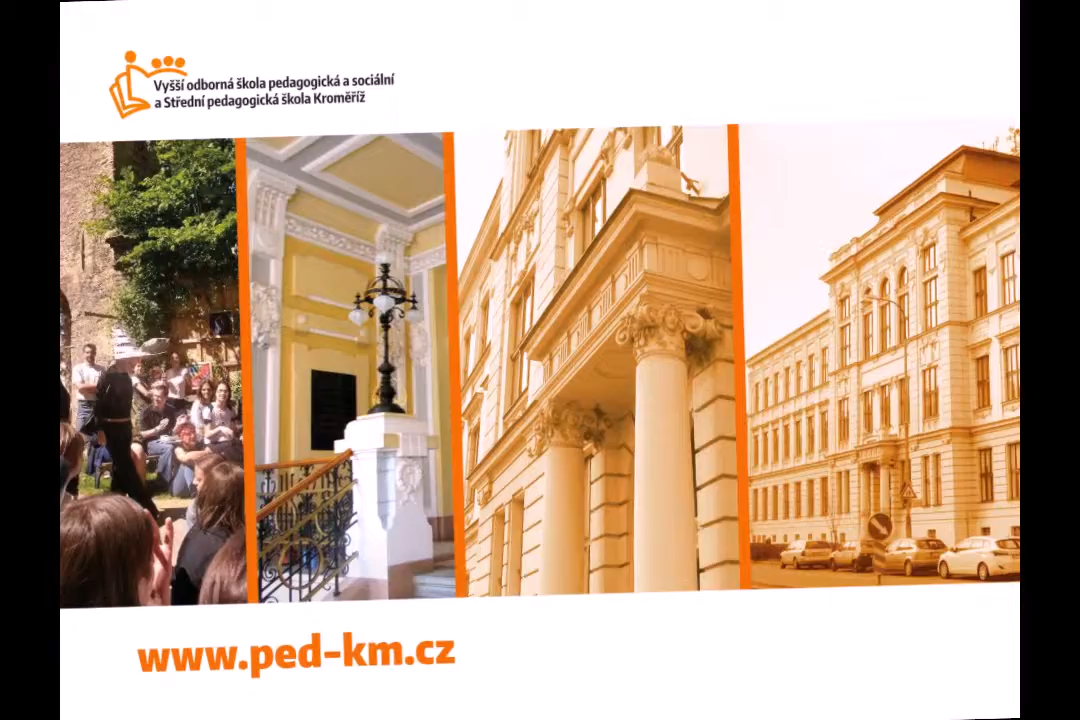 Vyšší odborná škola pedagogická a sociální
a Střední pedagogická škola Kroměříž
www.ped-km.cz